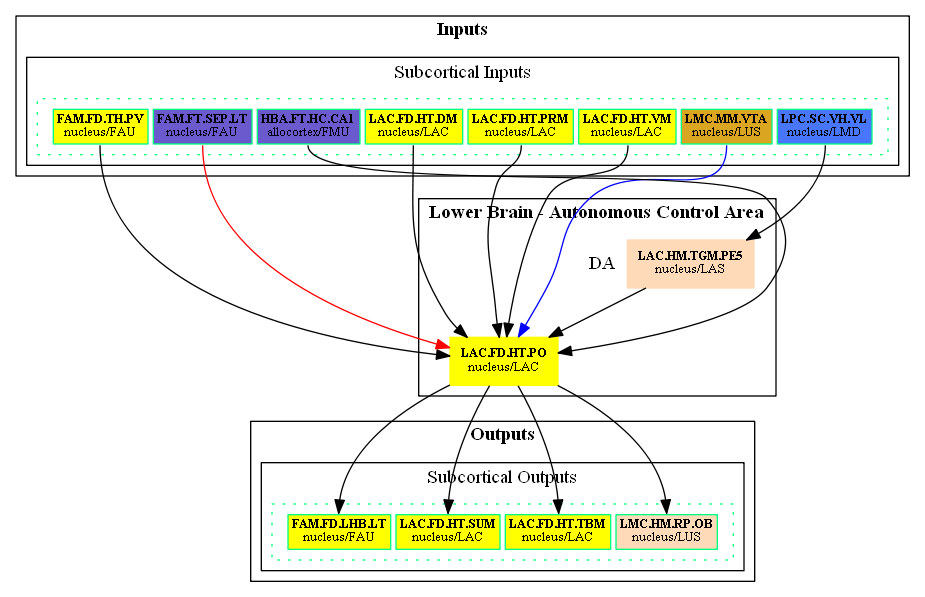 Inputs
Subcortical Inputs
FAM.FD.TH.PV FAM.FT.SEP.LT HBA.FT.HC.CA1 LAC.FD.HT.DM LAC.FD.HT.PRM LAC.FD.HT.VM LMC.MM.VTA LPC.SC.VH.VL
nucleus/FAU nucleus/FAU allocortex/FMU nucleus/LAC nucleus/LAC nucleus/LAC nucleus/LUS nucleus/LMD
Lower Brain - Autonomous Control Area
LAC.HM.TGM.PE5
DA
nucleus/LAS
LAC.FD.HT.PO
nucleus/LAC
Outputs
Subcortical Outputs
FAM.FD.LHB.LT LAC.FD.HT.SUM LAC.FD.HT.TBM LMC.HM.RP.OB
nucleus/FAU nucleus/LAC nucleus/LAC nucleus/LUS